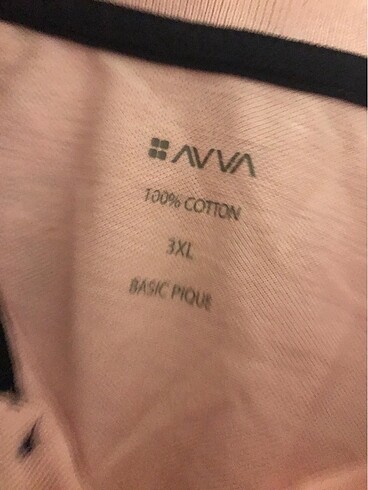 AVVA
100% COTTON
3XL
BASIC PIQUE